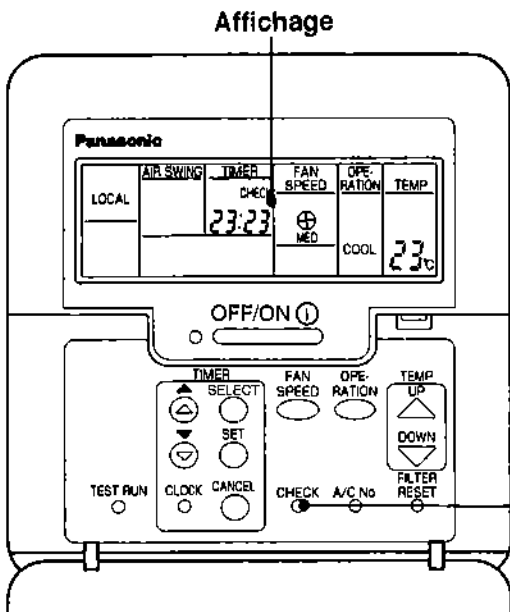 Affichage
Panasonic
AIR SWING TIMER FAN SPEED OPE-RATION TEMP
LOCAL
CHECK
23:23
MED
COOL
23°C
OFF/ON
TIMER
SELECT
FAN SPEED
OPE-RATION
TEMP
UP
SET
DOWN
TEST RUN
CLOCK
CANCEL
CHECK
A/C No
FILTER RESET